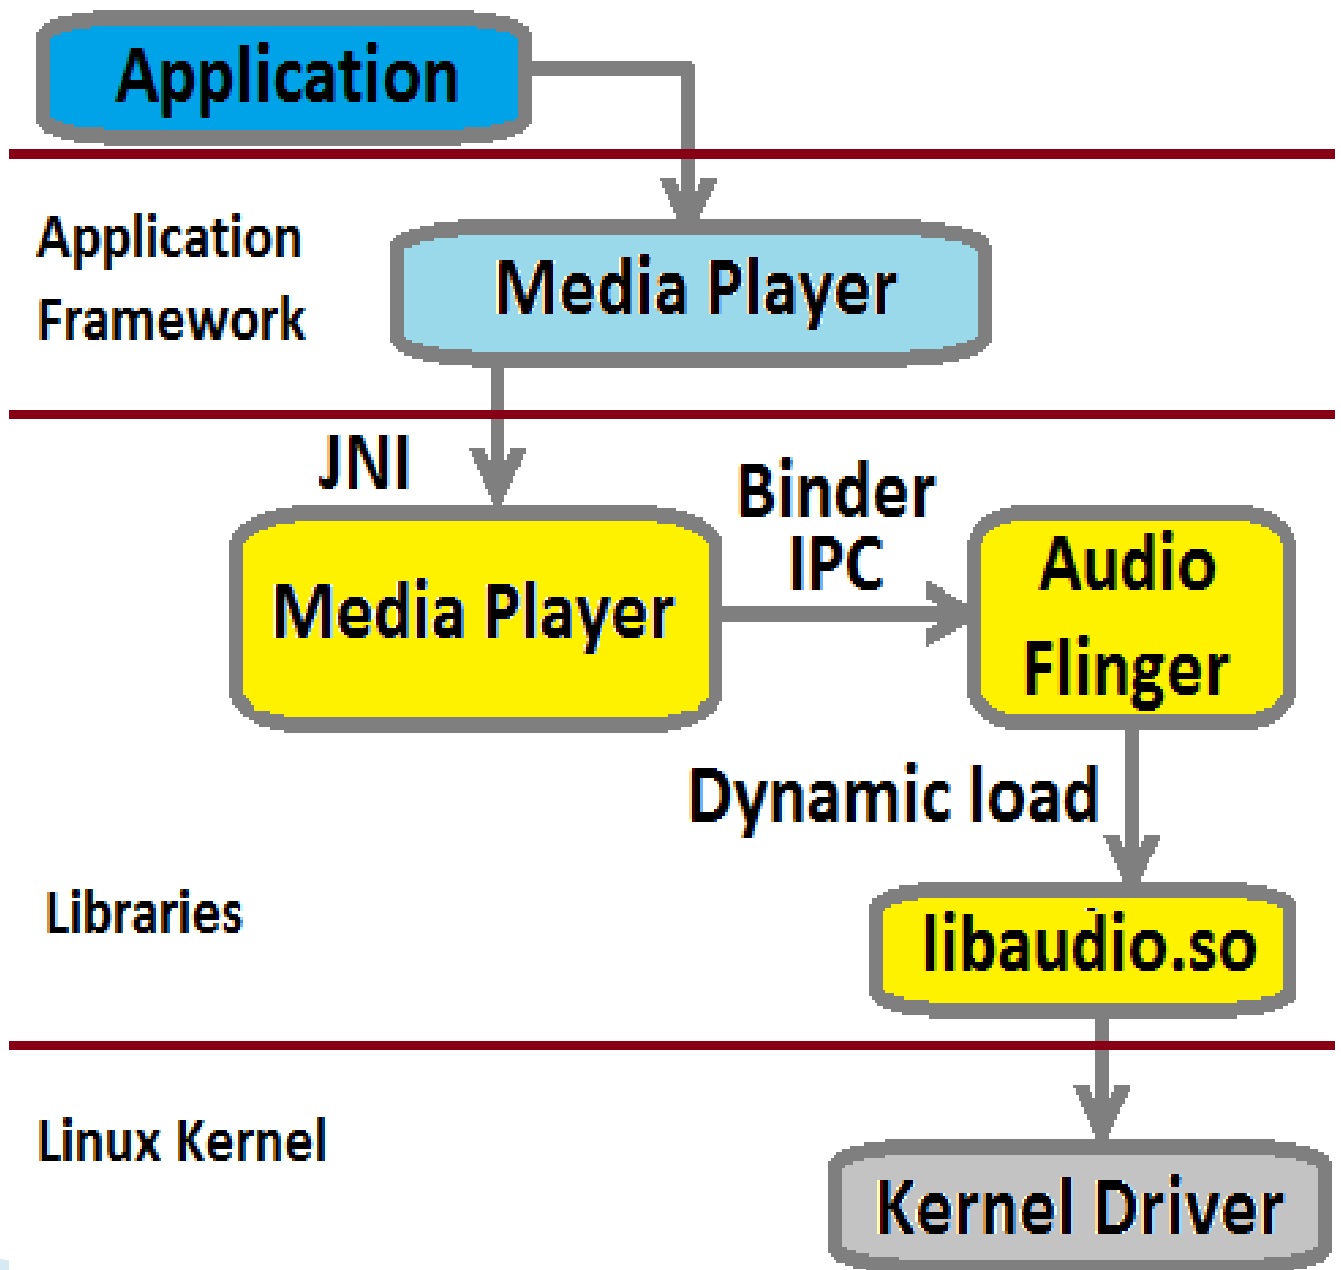 Application
Application
Framework
Media Player
JNI
Binder
IPC
Media Player
Audio
Flinger
Dynamic load
Libraries
libaudio.so
Linux Kernel
Kernel Driver